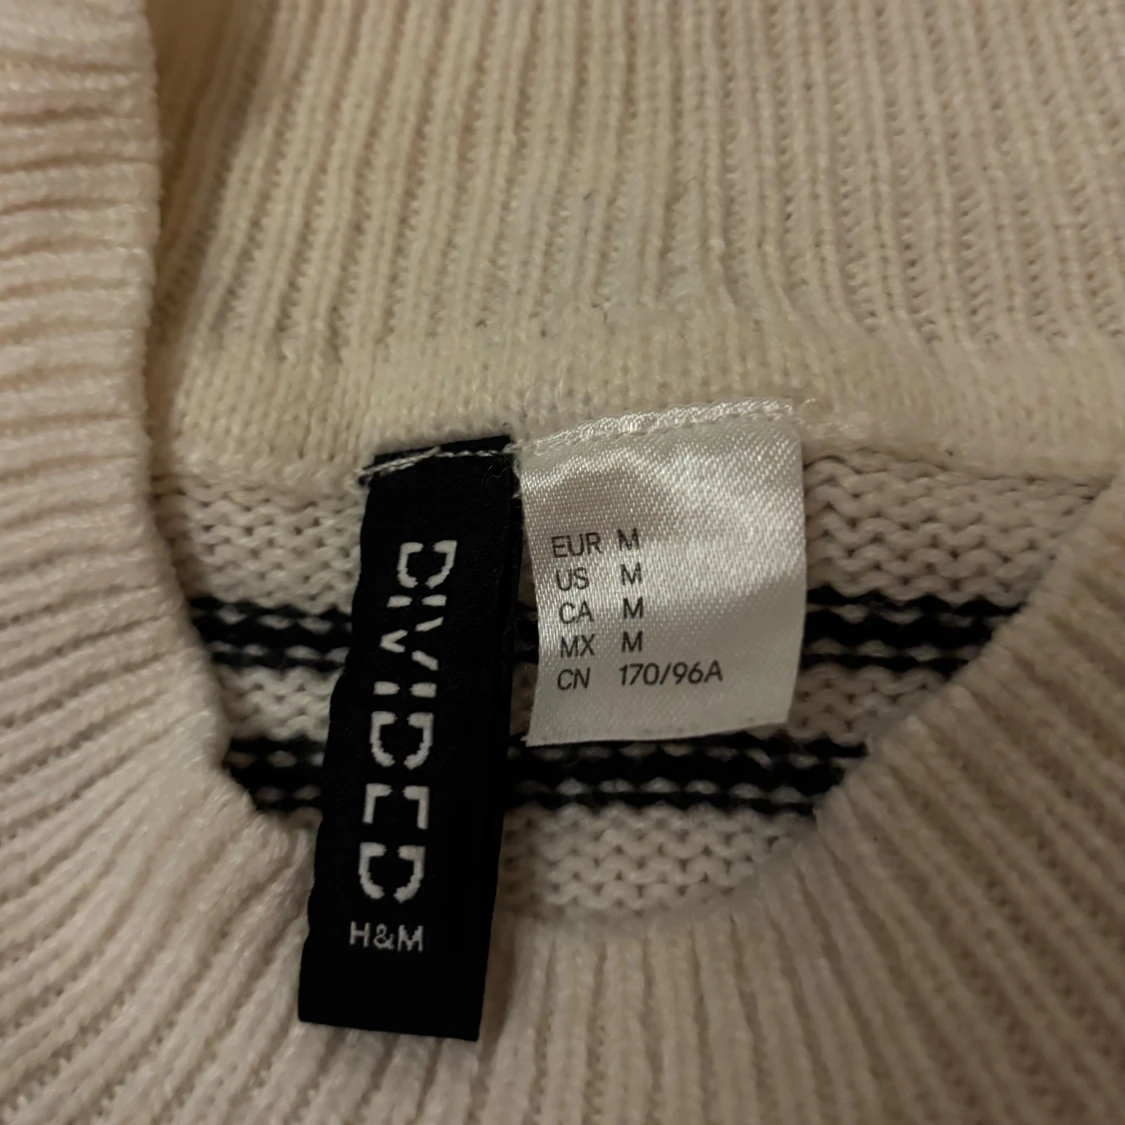 DIVIDED
H&M
EUR M
US M
CA M
MX M
CN 170/96A